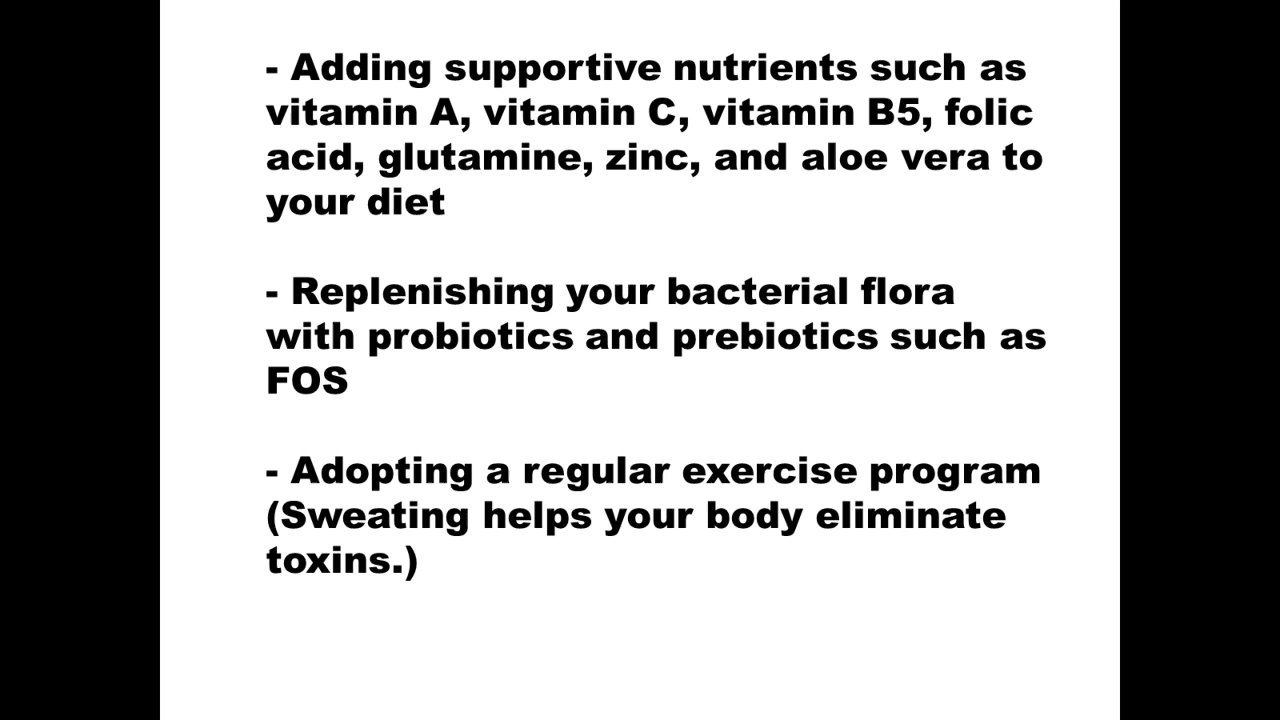 - Adding supportive nutrients such as
vitamin A, vitamin C, vitamin B5, folic
acid, glutamine, zinc, and aloe vera to
your diet
- Replenishing your bacterial flora
with probiotics and prebiotics such as
FOS
- Adopting a regular exercise program
(Sweating helps your body eliminate
toxins.)